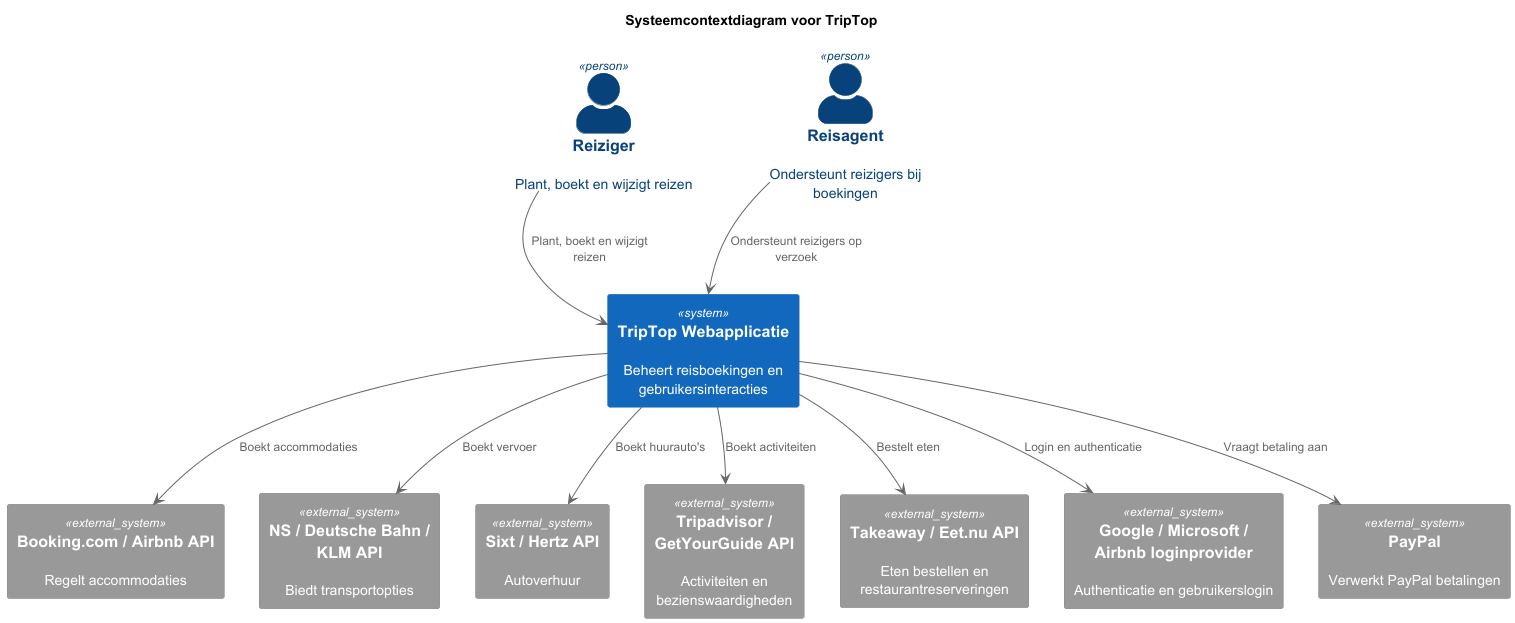 Systeemcontextdiagram voor TripTop
«person»
Reiziger
Plant, boekt en wijzigt reizen
«person»
Reisagent
Ondersteunt reizigers bij
boekingen
Plant, boekt en wijzigt
reizen
Ondersteunt reizigers op
verzoek
«system»
TripTop Webapplicatie
Beheert reisboekingen en
gebruikersinteracties
Boekt accommodaties
Boekt vervoer
Boekt huurauto's
Boekt activiteiten
Bestelt eten
Login en authenticatie
Vraagt betaling aan
«external_system»
Booking.com / Airbnb API
Regelt accommodaties
«external_system»
NS / Deutsche Bahn /
KLM API
Biedt transportopties
«external_system»
Sixt / Hertz API
Autoverhuur
«external_system»
Tripadvisor /
GetYourGuide API
Activiteiten en
bezienswaardigheden
«external_system»
Takeaway / Eet.nu API
Eten bestellen en
restaurantreserveringen
«external_system»
Google / Microsoft /
Airbnb loginprovider
Authenticatie en gebruikerslogin
«external_system»
PayPal
Verwerkt PayPal betalingen